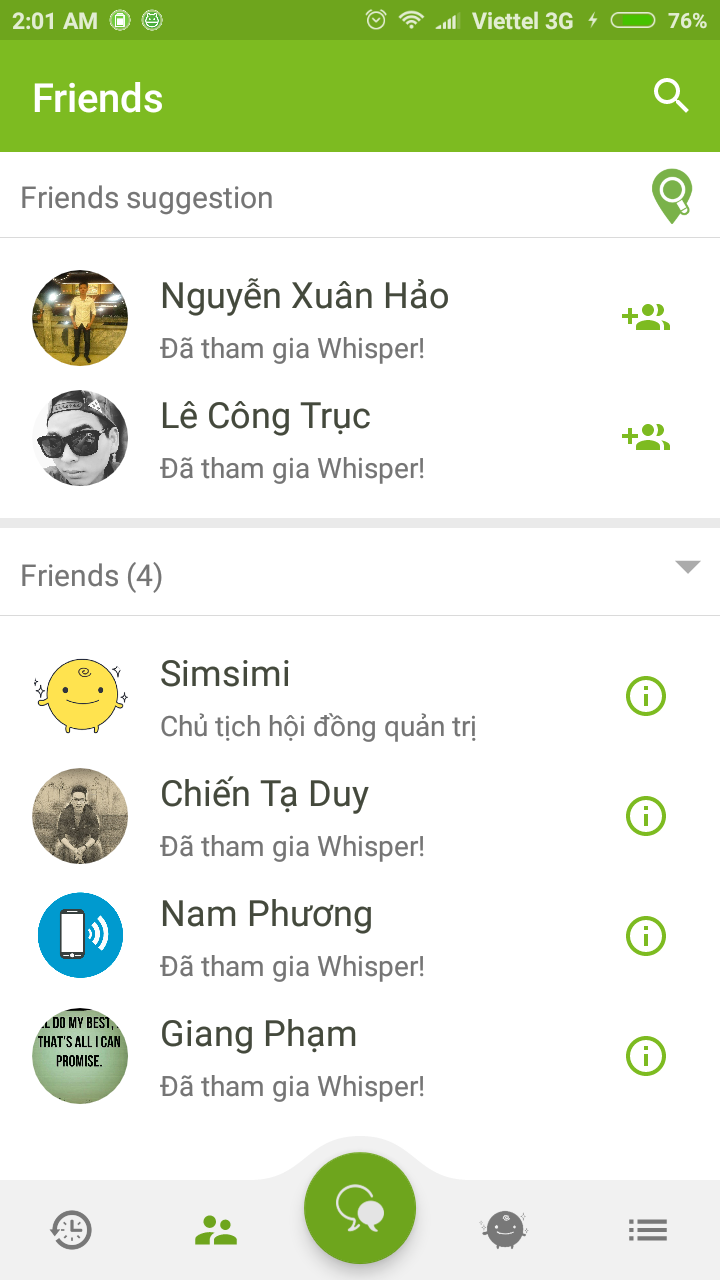 2:01 AM Viettel 3G 76%
Friends
Friends suggestion
Nguyễn Xuân Hảo
Đã tham gia Whisper!
Lê Công Trục
Đã tham gia Whisper!
Friends (4)
Simsimi
Chủ tịch hội đồng quản trị
Chiến Tạ Duy
Đã tham gia Whisper!
Nam Phương
Đã tham gia Whisper!
DO MY BEST,
THAT'S ALL I CAN
PROMISE.
Giang Phạm
Đã tham gia Whisper!